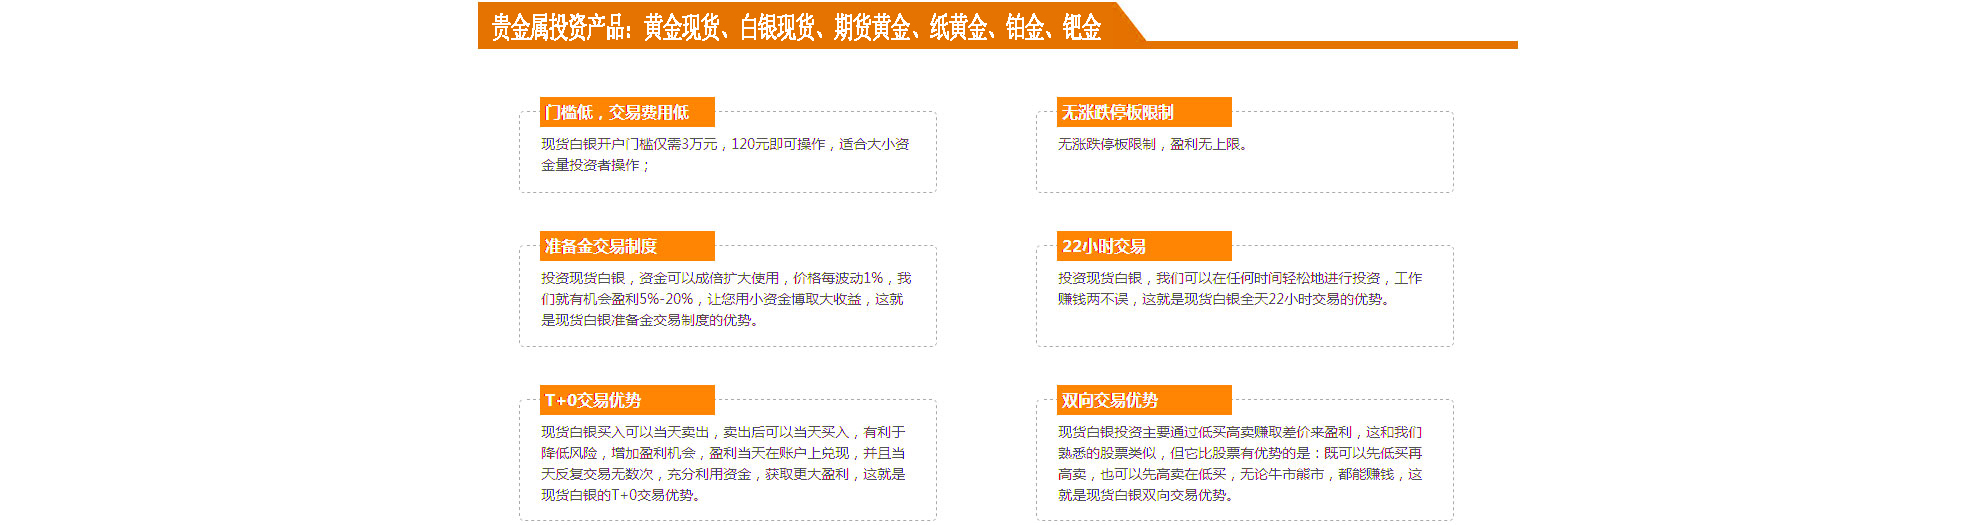 贵金属投资产品：黄金现货、白银现货、期货黄金、纸黄金、铂金、钯金
门槛低，交易费用低
现货白银开户门槛仅需3万元，120元即可操作，适合大小资
金量投资者操作；
无涨跌停板限制
无涨跌停板限制，盈利无上限。
准备金交易制度
投资现货白银，资金可以成倍扩大使用，价格每波动1%，我
们就有机会盈利5%-20%，让您用小资金博取大收益，这就
是现货白银准备金交易制度的优势。
22小时交易
投资现货白银，我们可以在任何时间轻松地进行投资，工作
赚钱两不误，这就是现货白银全天22小时交易的优势。
T+0交易优势
现货白银买入可以当天卖出，卖出后可以当天买入，有利于
降低风险，增加盈利机会，盈利当天在账户上兑现，并且当
天反复交易无数次，充分利用资金，获取更大盈利，这就是
现货白银的T+0交易优势。
双向交易优势
现货白银投资主要通过低买高卖赚取差价来盈利，这和我们
熟悉的股票类似，但它比股票有优势的是：既可以先低买再
高卖，也可以先高卖在低买，无论牛市熊市，都能赚钱，这
就是现货白银双向交易优势。